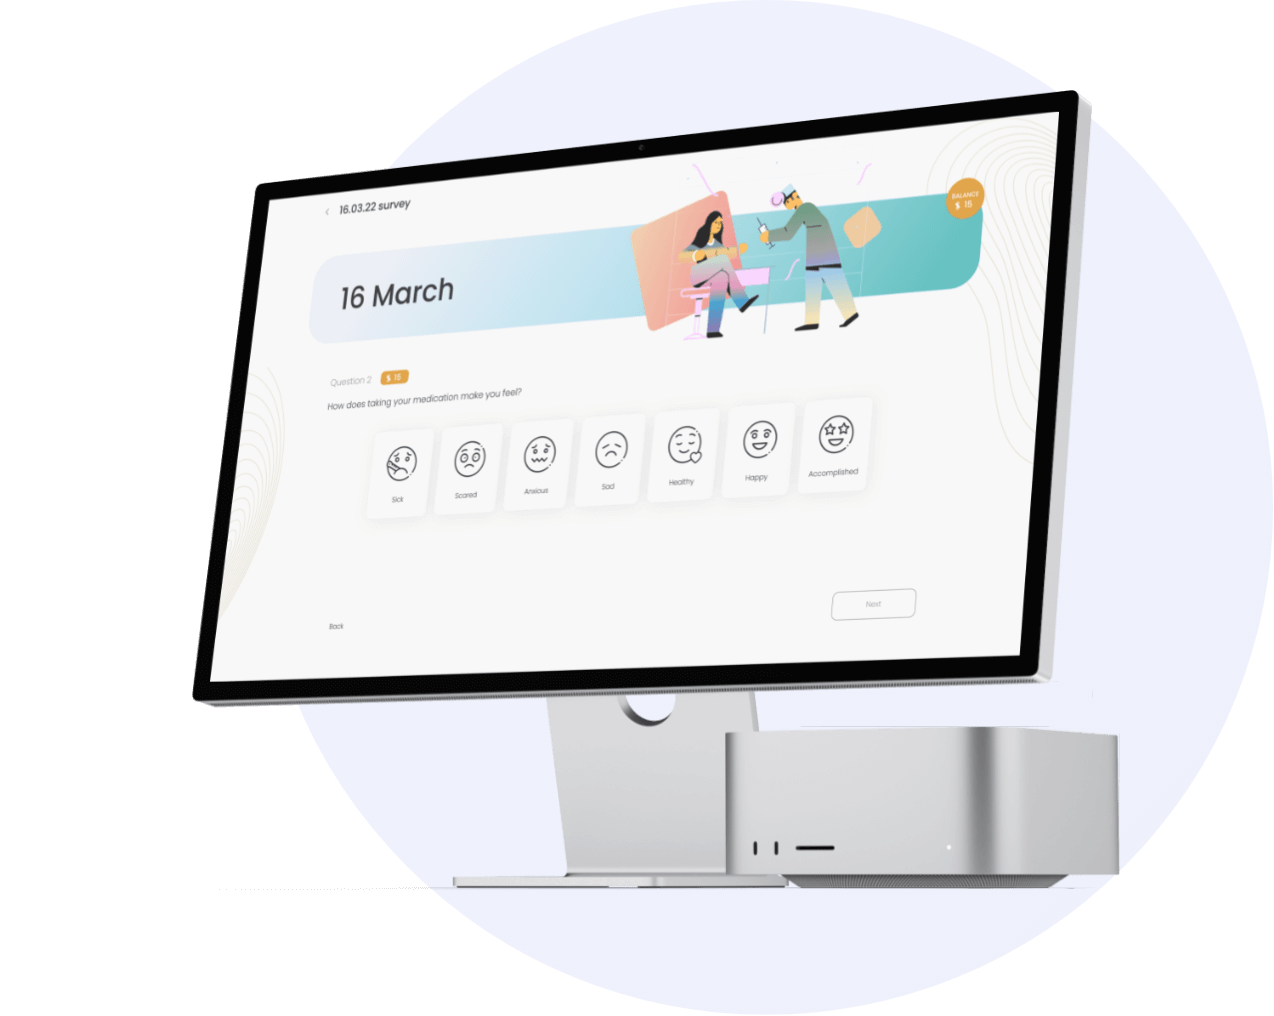 16.03.22 survey
BALANCE
$ 15
16 March
Question 2 $ 15
How does taking your medication make you feel?
Sick Scared Anxious Sad Healthy Happy Accomplished
Back Next